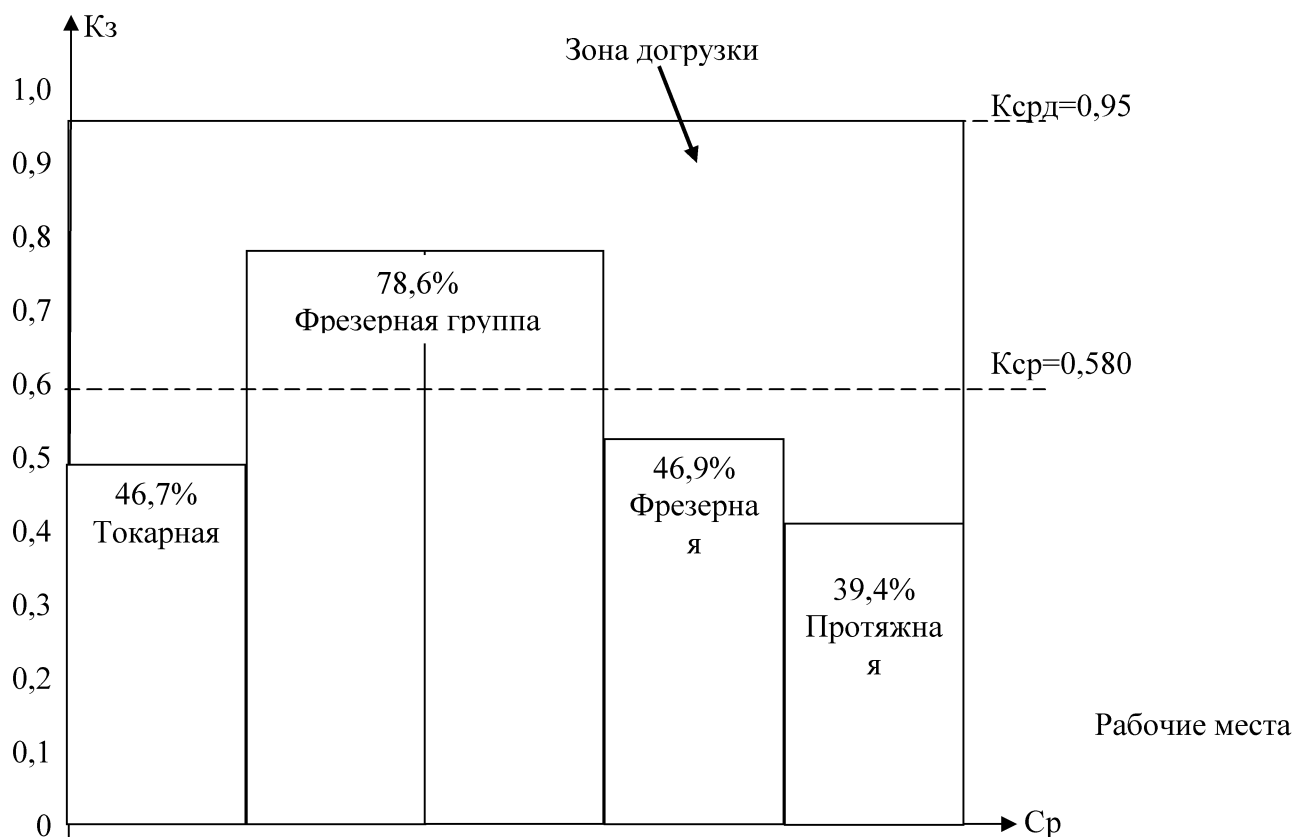 Кз
Зона догрузки
1,0
Ксрд=0,95
0,9
0,8
78,6%
Фрезерная группа
0,7
Кср=0,580
0,6
0,5
46,7%
Токарная
46,9%
Фрезерна
я
0,4
39,4%
Протяжна
я
0,3
0,2
Рабочие места
0,1
0
Ср